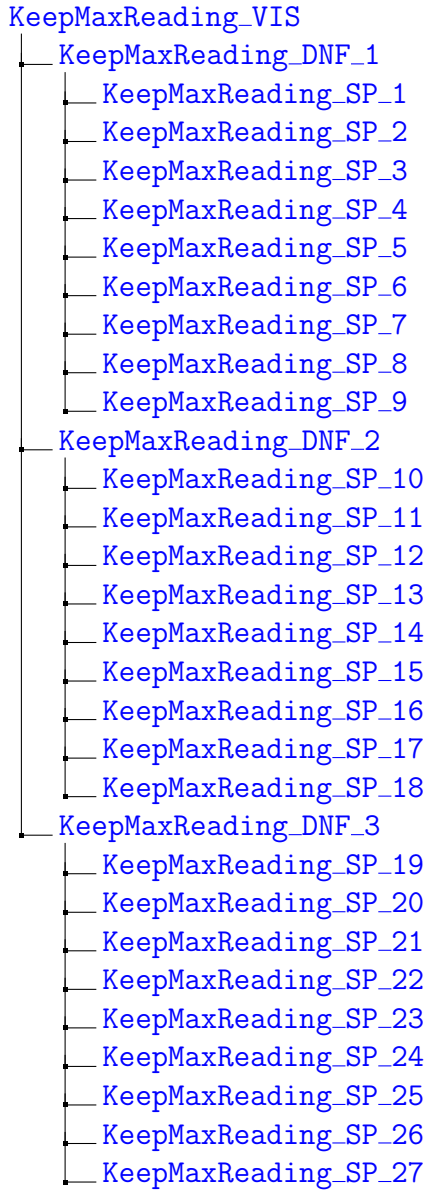 KeepMaxReading_VIS
KeepMaxReading_DNF_1
KeepMaxReading_SP_1
KeepMaxReading_SP_2
KeepMaxReading_SP_3
KeepMaxReading_SP_4
KeepMaxReading_SP_5
KeepMaxReading_SP_6
KeepMaxReading_SP_7
KeepMaxReading_SP_8
KeepMaxReading_SP_9
KeepMaxReading_DNF_2
KeepMaxReading_SP_10
KeepMaxReading_SP_11
KeepMaxReading_SP_12
KeepMaxReading_SP_13
KeepMaxReading_SP_14
KeepMaxReading_SP_15
KeepMaxReading_SP_16
KeepMaxReading_SP_17
KeepMaxReading_SP_18
KeepMaxReading_DNF_3
KeepMaxReading_SP_19
KeepMaxReading_SP_20
KeepMaxReading_SP_21
KeepMaxReading_SP_22
KeepMaxReading_SP_23
KeepMaxReading_SP_24
KeepMaxReading_SP_25
KeepMaxReading_SP_26
KeepMaxReading_SP_27